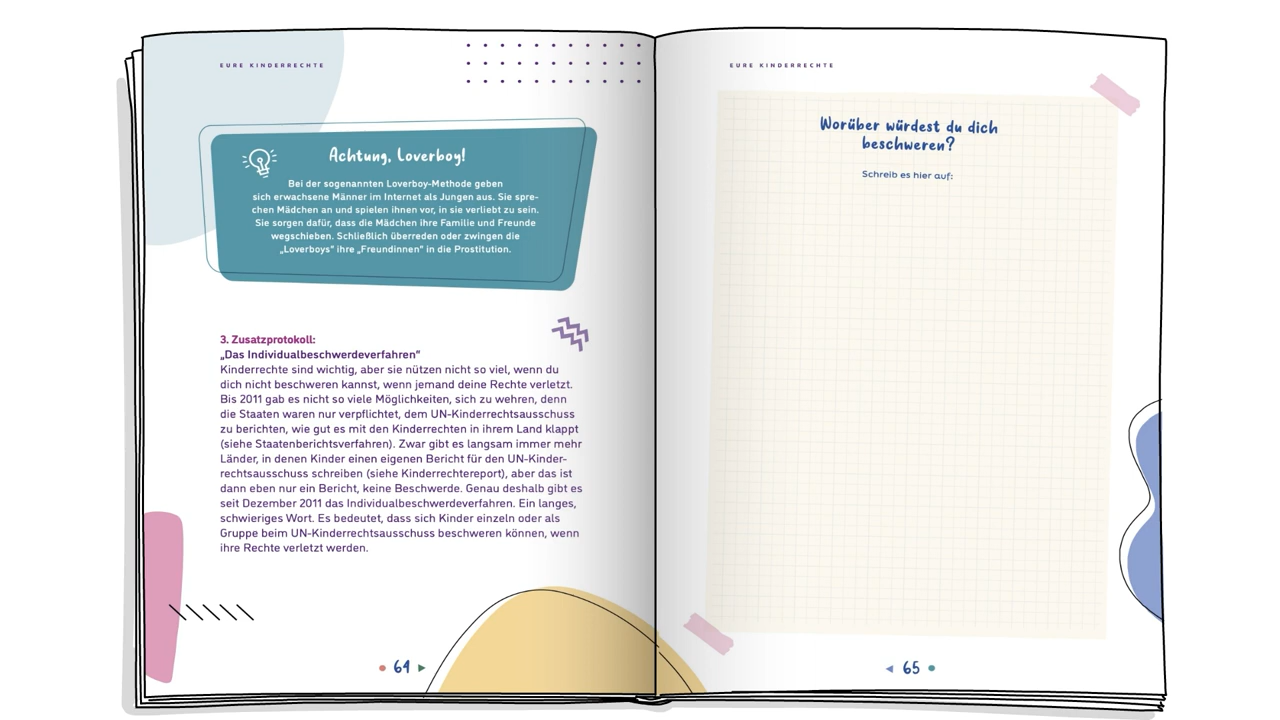 EURE KINDERRECHTE
Achtung, Loverboy!
Bei der sogenannten Loverboy-Methode geben
sich erwachsene Männer im Internet als Jungen aus. Sie spre-
chen Mädchen an und spielen ihnen vor, in sie verliebt zu sein.
Sie sorgen dafür, dass die Mädchen ihre Familie und Freunde
wegschieben. Schließlich überreden oder zwingen die
„Loverboys“ ihre „Freundinnen“ in die Prostitution.
3. Zusatzprotokoll:
„Das Individualbeschwerdeverfahren“
Kinderrechte sind wichtig, aber sie nützen nicht so viel, wenn du
dich nicht beschweren kannst, wenn jemand deine Rechte verletzt.
Bis 2011 gab es nicht so viele Möglichkeiten, sich zu wehren, denn
die Staaten waren nur verpflichtet, dem UN-Kinderrechtsausschuss
zu berichten, wie gut es mit den Kinderrechten in ihrem Land klappt
(siehe Staatenberichtsverfahren). Zwar gibt es langsam immer mehr
Länder, in denen Kinder einen eigenen Bericht für den UN-Kinder-
rechtsausschuss schreiben (siehe Kinderrechtereport), aber das ist
dann eben nur ein Bericht, keine Beschwerde. Genau deshalb gibt es
seit Dezember 2011 das Individualbeschwerdeverfahren. Ein langes,
schwieriges Wort. Es bedeutet, dass sich Kinder einzeln oder als
Gruppe beim UN-Kinderrechtsausschuss beschweren können, wenn
ihre Rechte verletzt werden.
64
EURE KINDERRECHTE
Worüber würdest du dich
beschweren?
Schreib es hier auf:
65